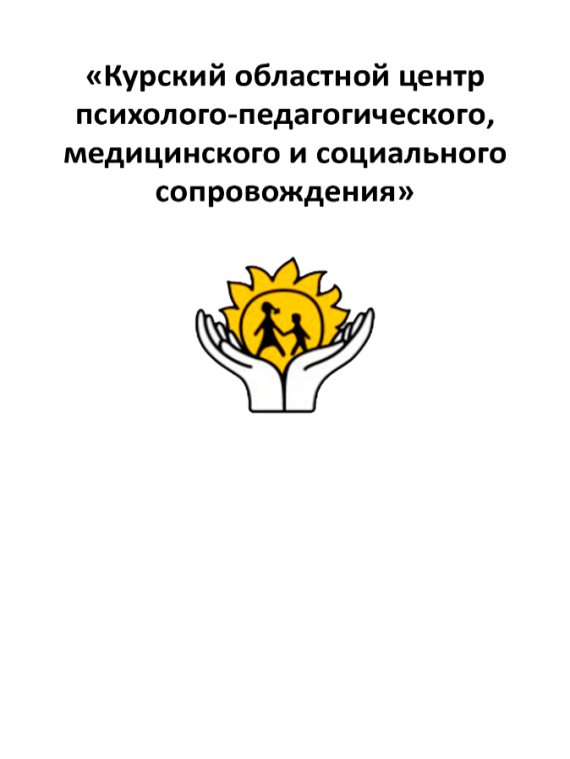 «Курский областной центр
психолого-педагогического,
медицинского и социального
сопровождения»